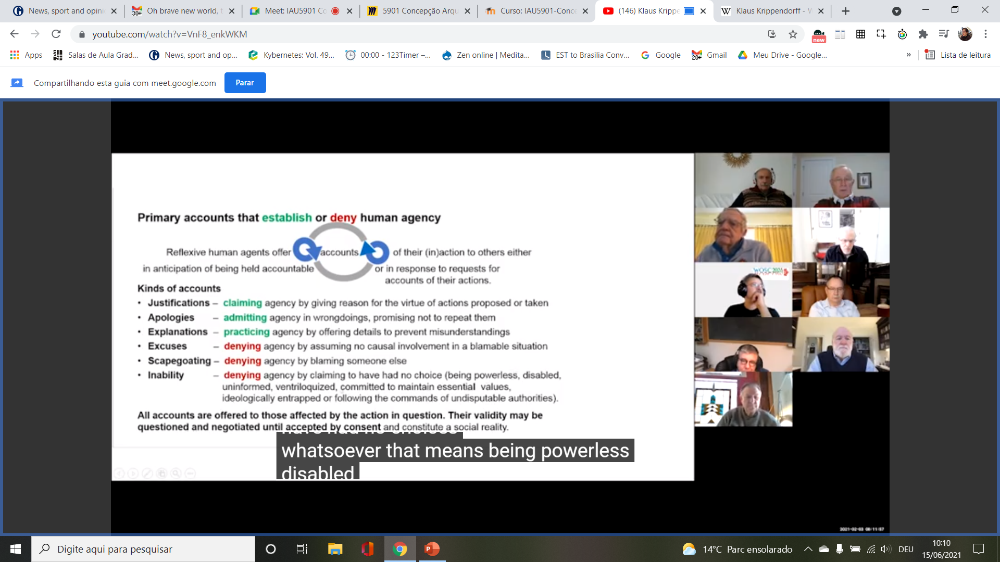 News, sport and opini
30+
Oh brave new world, t
Meet: IAU5901 Co
5901 Concepção Arqu
Curso: IAU5901-Conce
(146) Klaus Krippe
W
Klaus Krippendorff - W
youtube.com/watch?v=VnF8_enkWKM
new
Apps
Salas de Aula Grad...
News, sport and op...
Kybernetes: Vol. 49...
00:00 - 123Timer –...
Zen online | Medita...
EST to Brasilia Conv...
Google
20+
Gmail
Meu Drive - Google...
»
Lista de leitura
Compartilhando esta guia com meet.google.com
Parar
Primary accounts that establish or deny human agency
Reflexive human agents offer accounts of their (in)action to others either
in anticipation of being held accountable or in response to requests for
accounts of their actions.
Kinds of accounts
• Justifications – claiming agency by giving reason for the virtue of actions proposed or taken
• Apologies – admitting agency in wrongdoings, promising not to repeat them
• Explanations – practicing agency by offering details to prevent misunderstandings
• Excuses – denying agency by assuming no causal involvement in a blamable situation
• Scapegoating – denying agency by blaming someone else
• Inability – denying agency by claiming to have had no choice (being powerless, disabled,
uninformed, ventriloquized, committed to maintain essential values,
ideologically entrapped or following the commands of undisputable authorities).
All accounts are offered to those affected by the action in question. Their validity may be
questioned and negotiated until accepted by consent and constitute a social reality.
whatsoever that means being powerless
disabled
WOSC2020
2021-02-03 06:11:57
Digite aqui para pesquisar
14°C Parc ensolarado
DEU
10:10
15/06/2021